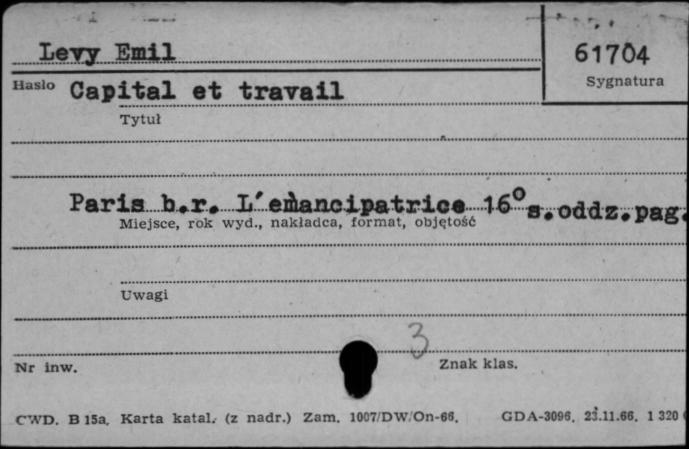 Levy Emil
61704
Hasło
Sygnatura
Capital et travail
Tytuł
Paris b.r. L'emancipatrice 16° s.oddz.pag.
Miejsce, rok wyd., nakładca, format, objętość
Uwagi
3
Nr inw.
Znak klas.
CWD. B 15a. Karta katal. (z nadr.) Zam. 1007/DW/On-66. GDA-3096. 23.11.66. 1 320